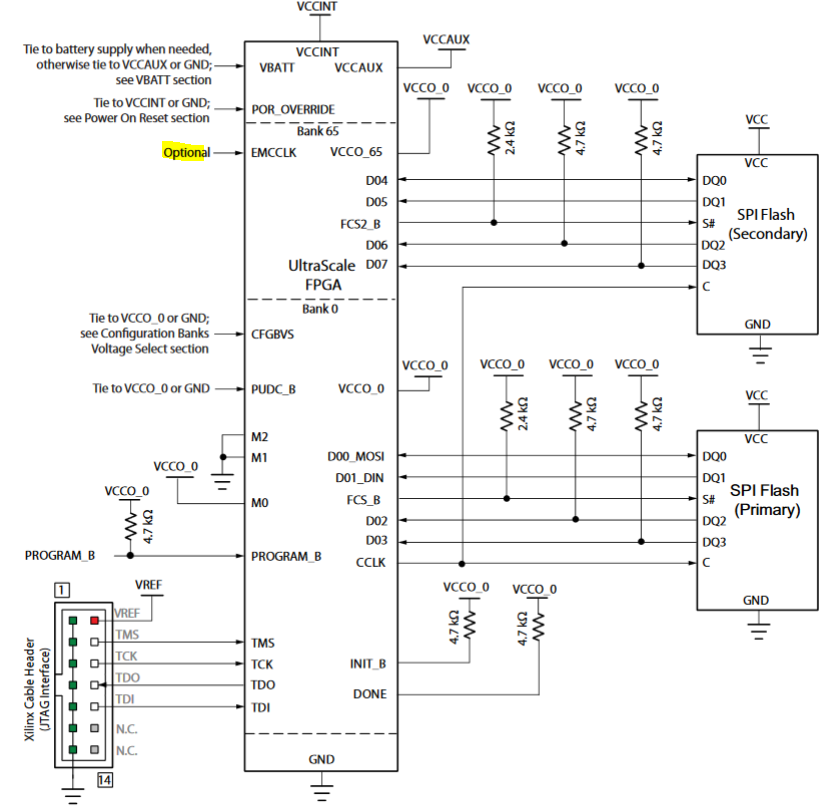 VCCINT
Tie to battery supply when needed,
otherwise tie to VCCAUX or GND;
see VBATT section
VCCINT
VBATT
VCCAUX
VCCAUX
Tie to VCCINT or GND;
see Power On Reset section
POR_OVERRIDE
VCCO_0
VCCO_0
VCCO_0
VCCO_0
Bank 65
Optional
EMCCLK
VCCO_65
2.4 kΩ
4.7 kΩ
4.7 kΩ
VCC
VCC
D04
DQ0
D05
DQ1
FCS2_B
S#
D06
DQ2
D07
DQ3
C
SPI Flash
(Secondary)
GND
UltraScale
FPGA
Bank 0
Tie to VCCO_0 or GND;
see Configuration Banks
Voltage Select section
CFGBVS
Tie to VCCO_0 or GND
PUDC_B
VCCO_0
VCCO_0
VCCO_0
VCCO_0
VCCO_0
2.4 kΩ
4.7 kΩ
4.7 kΩ
VCC
VCC
M2
M1
VCCO_0
M0
D00_MOSI
DQ0
D01_DIN
DQ1
FCS_B
S#
D02
DQ2
D03
DQ3
CCLK
C
SPI Flash
(Primary)
GND
VCCO_0
4.7 kΩ
PROGRAM_B
PROGRAM_B
VCCO_0
VCCO_0
4.7 kΩ
4.7 kΩ
INIT_B
DONE
1
VREF
VREF
TMS
TMS
TCK
TCK
TDO
TDO
TDI
TDI
N.C.
N.C.
14
Xilinx Cable Header
(JTAG Interface)
GND